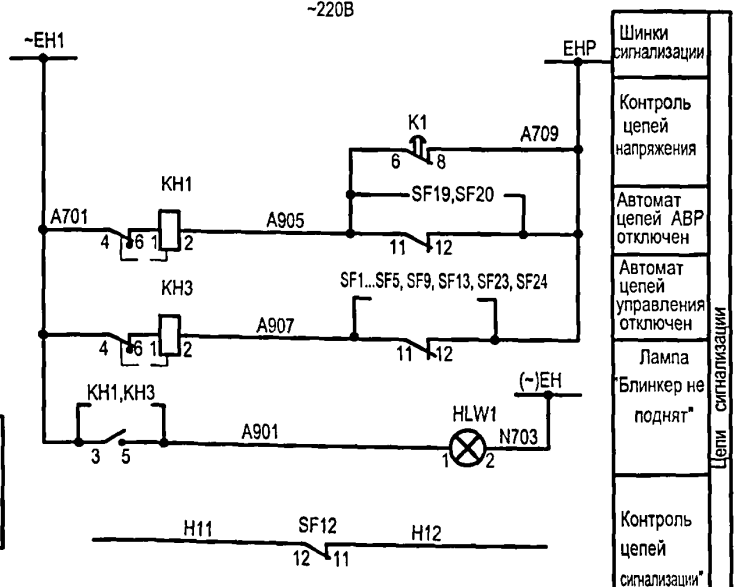 ~220В
~EH1
EHP
Шинки
сигнализации
K1
A709
6 8
Контроль
цепей
напряжения
KH1
SF19,SF20
A701
A905
4 6 1 2
11 12
Автомат
цепей АВР
отключен
KH3
SF1...SF5, SF9, SF13, SF23, SF24
A907
4 6 1 2
11 12
Автомат
цепей
управления
отключен
KH1,KH3
(~)EH
HLW1
A901
N703
3 5
1 2
Лампа
"Блинкер не
поднят"
Цепи сигнализации
H11
SF12
H12
12 11
Контроль
цепей
сигнализации"